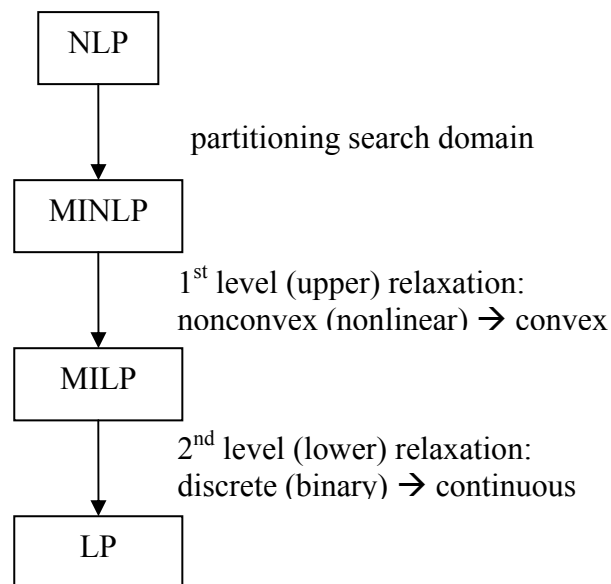 NLP
partitioning search domain
MINLP
1st level (upper) relaxation:
nonconvex (nonlinear) → convex
MILP
2nd level (lower) relaxation:
discrete (binary) → continuous
LP